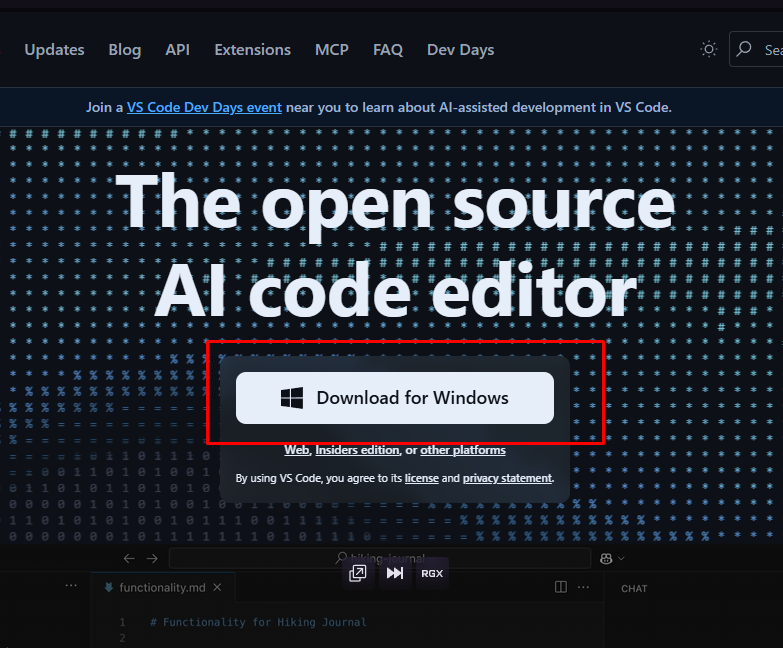 Updates Blog API Extensions MCP FAQ Dev Days Sea
Join a VS Code Dev Days event near you to learn about AI-assisted development in VS Code.
The open source
AI code editor
Download for Windows
Web, Insiders edition, or other platforms
By using VS Code, you agree to its license and privacy statement.
hiking-journal
RGX
functionality.md
CHAT
1 # Functionality for Hiking Journal
2